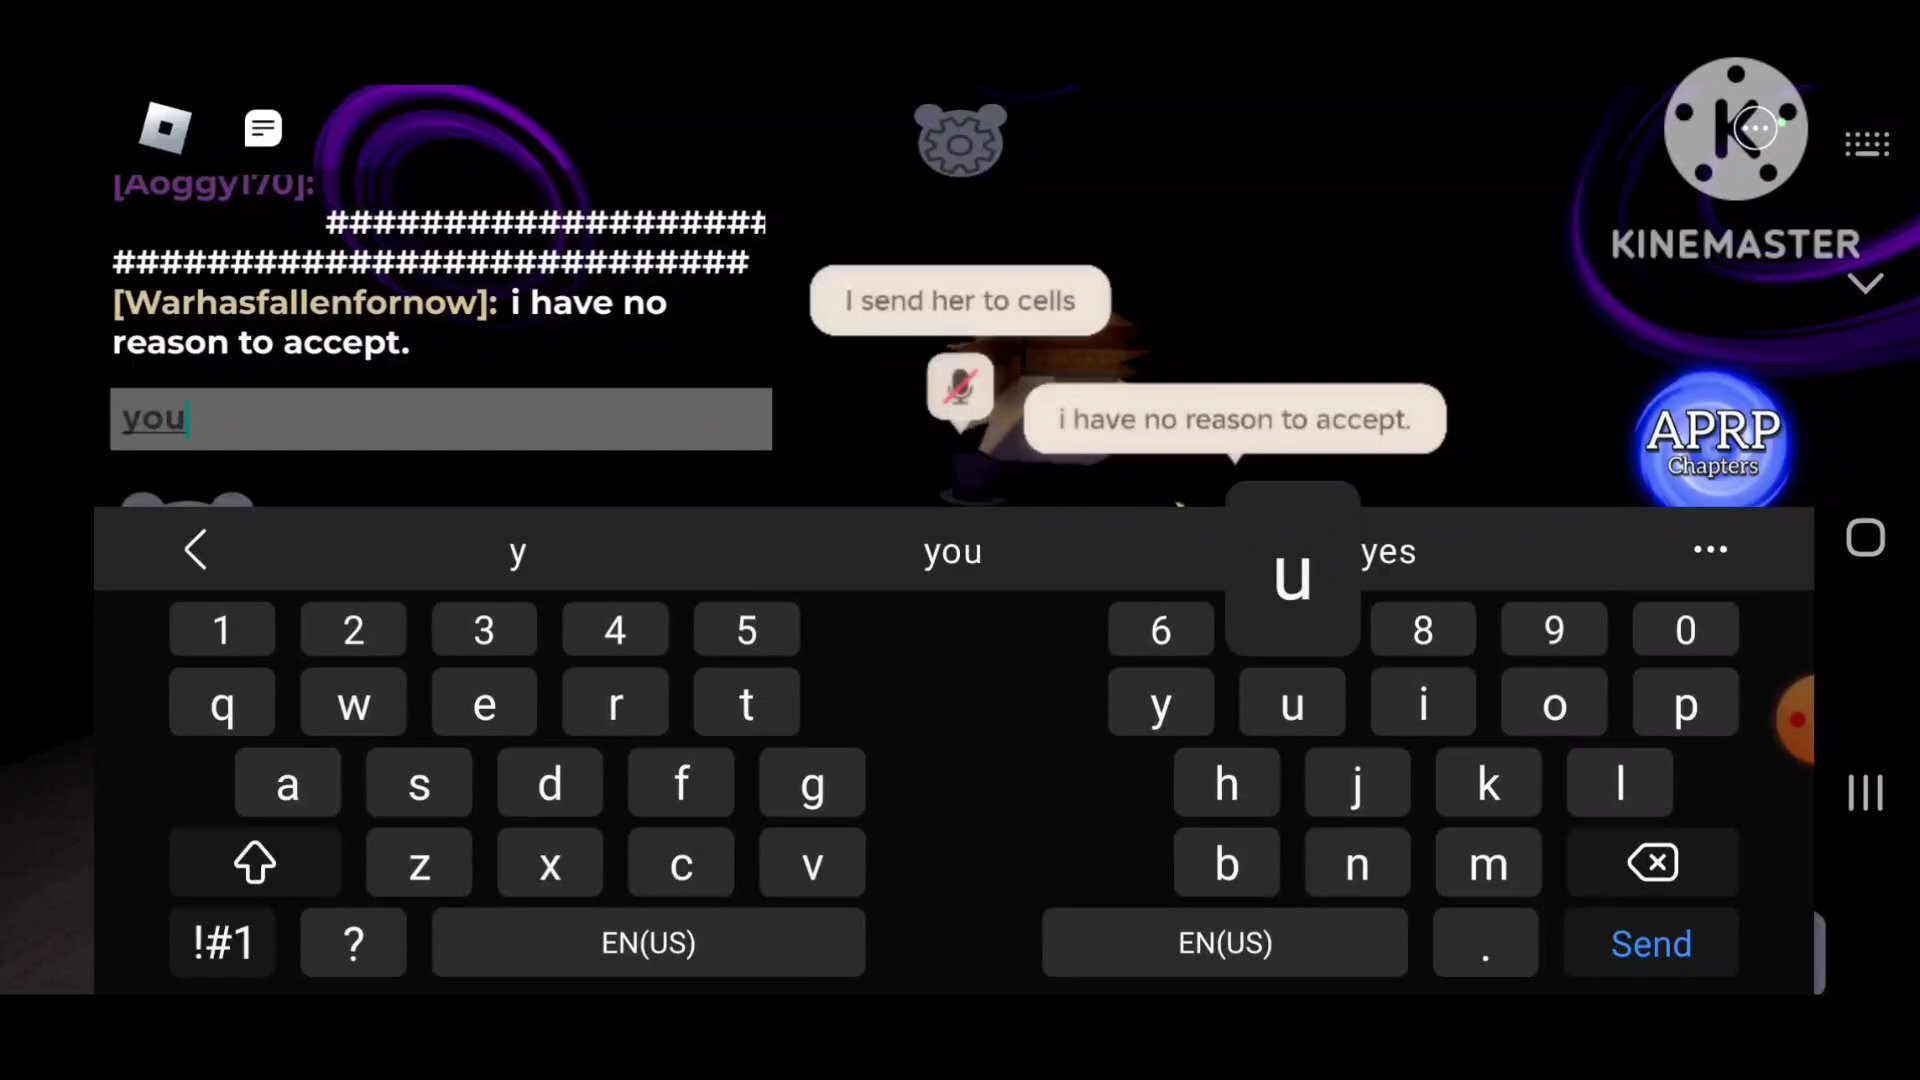 [Aoggy170]:
###################
###########################
[Warhasfallenfornow]: i have no
reason to accept.
you
I send her to cells
i have no reason to accept.
K
KINEMASTER
APRP
Chapters
y you yes
u
1 2 3 4 5 6 8 9 0
q w e r t y u i o p
a s d f g h j k l
z x c v b n m
!#1 ? EN(US) EN(US) . Send